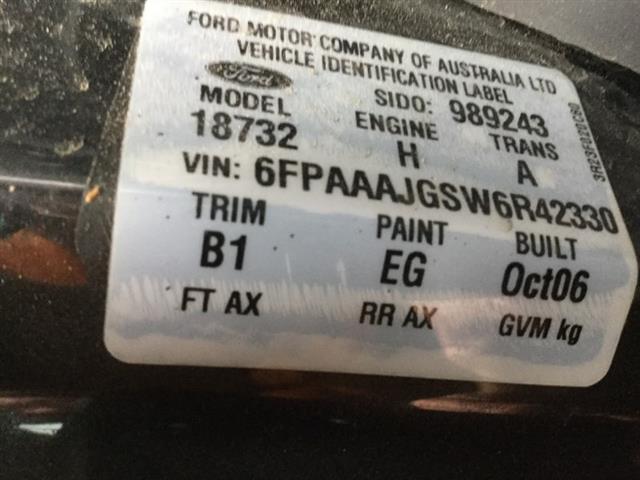 FORD MOTOR COMPANY OF AUSTRALIA LTD
VEHICLE IDENTIFICATION LABEL
Ford
SIDO: 989243
MODEL ENGINE TRANS
18732 H A
VIN: 6FPAAAJGSW6R42330
TRIM PAINT BUILT
B1 EG Oct06
FT AX RR AX GVM kg